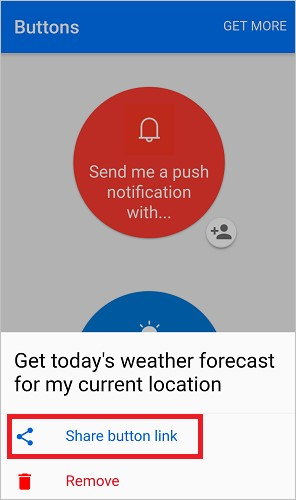 Buttons
GET MORE
Send me a push
notification
with...
Get today's weather forecast
for my current location
Share button link
Remove